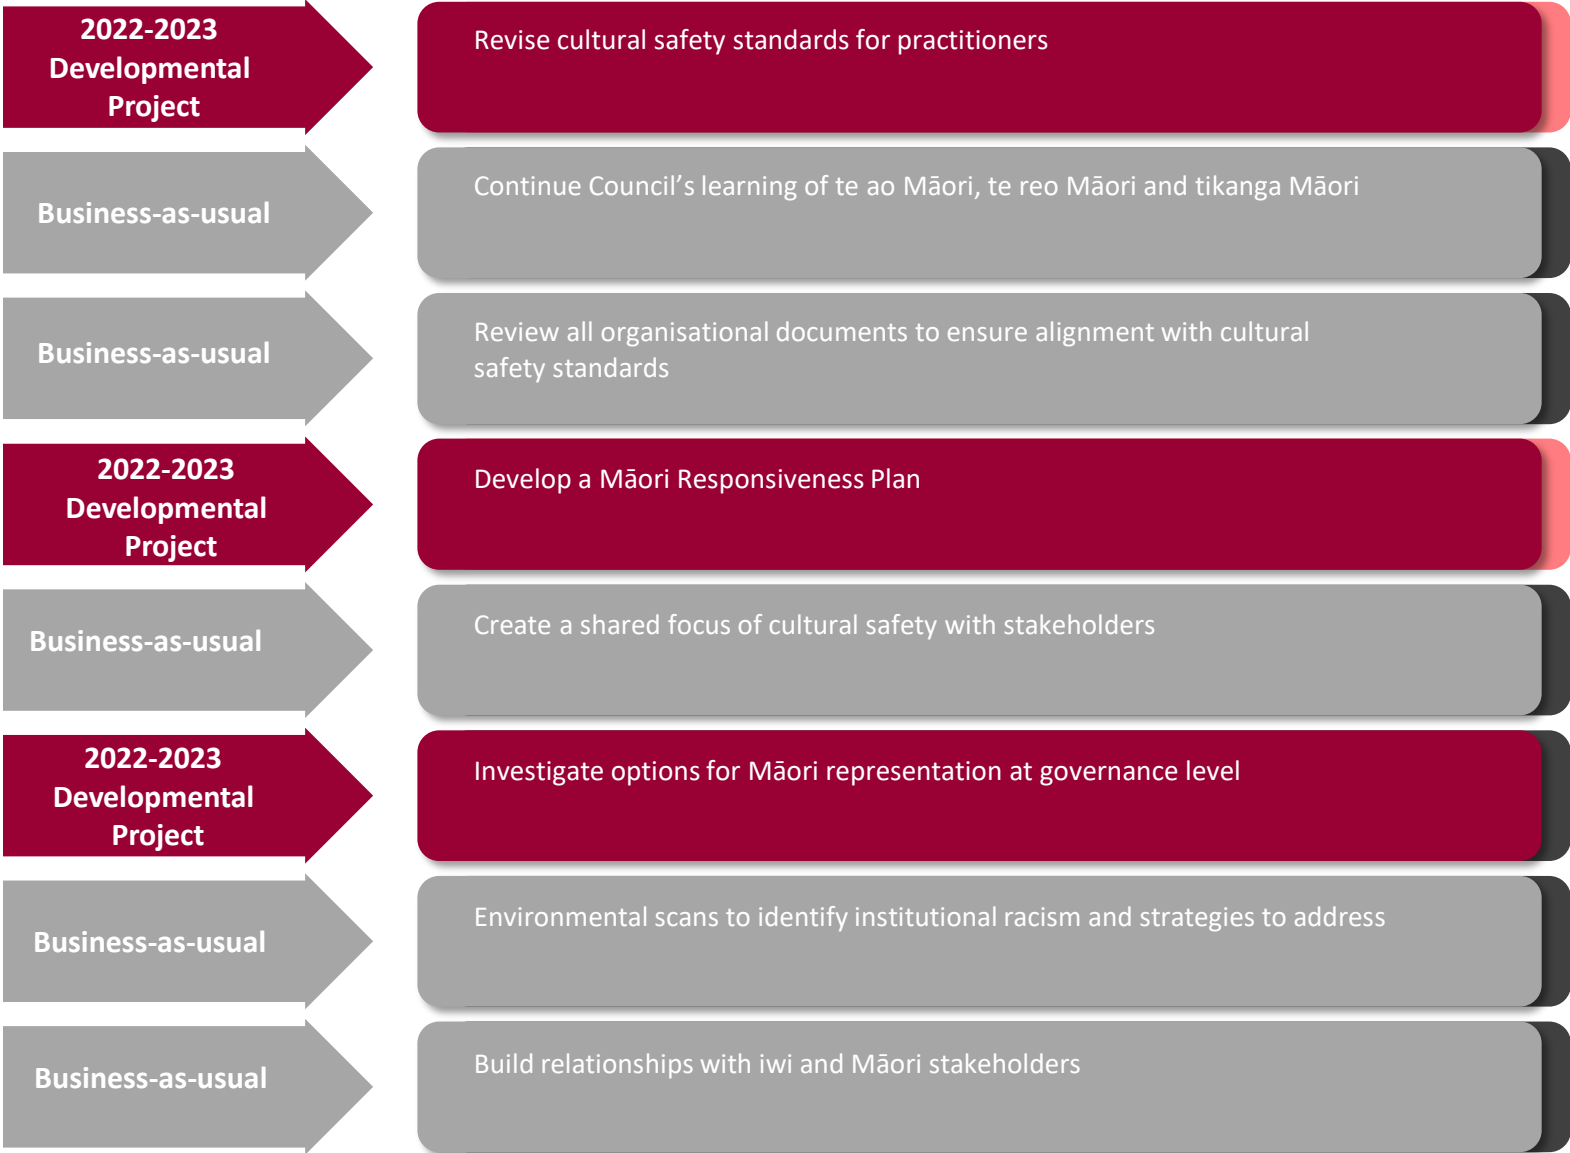 2022-2023
Developmental
Project
Revise cultural safety standards for practitioners
Business-as-usual
Continue Council’s learning of te ao Māori, te reo Māori and tikanga Māori
Business-as-usual
Review all organisational documents to ensure alignment with cultural
safety standards
2022-2023
Developmental
Project
Develop a Māori Responsiveness Plan
Business-as-usual
Create a shared focus of cultural safety with stakeholders
2022-2023
Developmental
Project
Investigate options for Māori representation at governance level
Business-as-usual
Environmental scans to identify institutional racism and strategies to address
Business-as-usual
Build relationships with iwi and Māori stakeholders